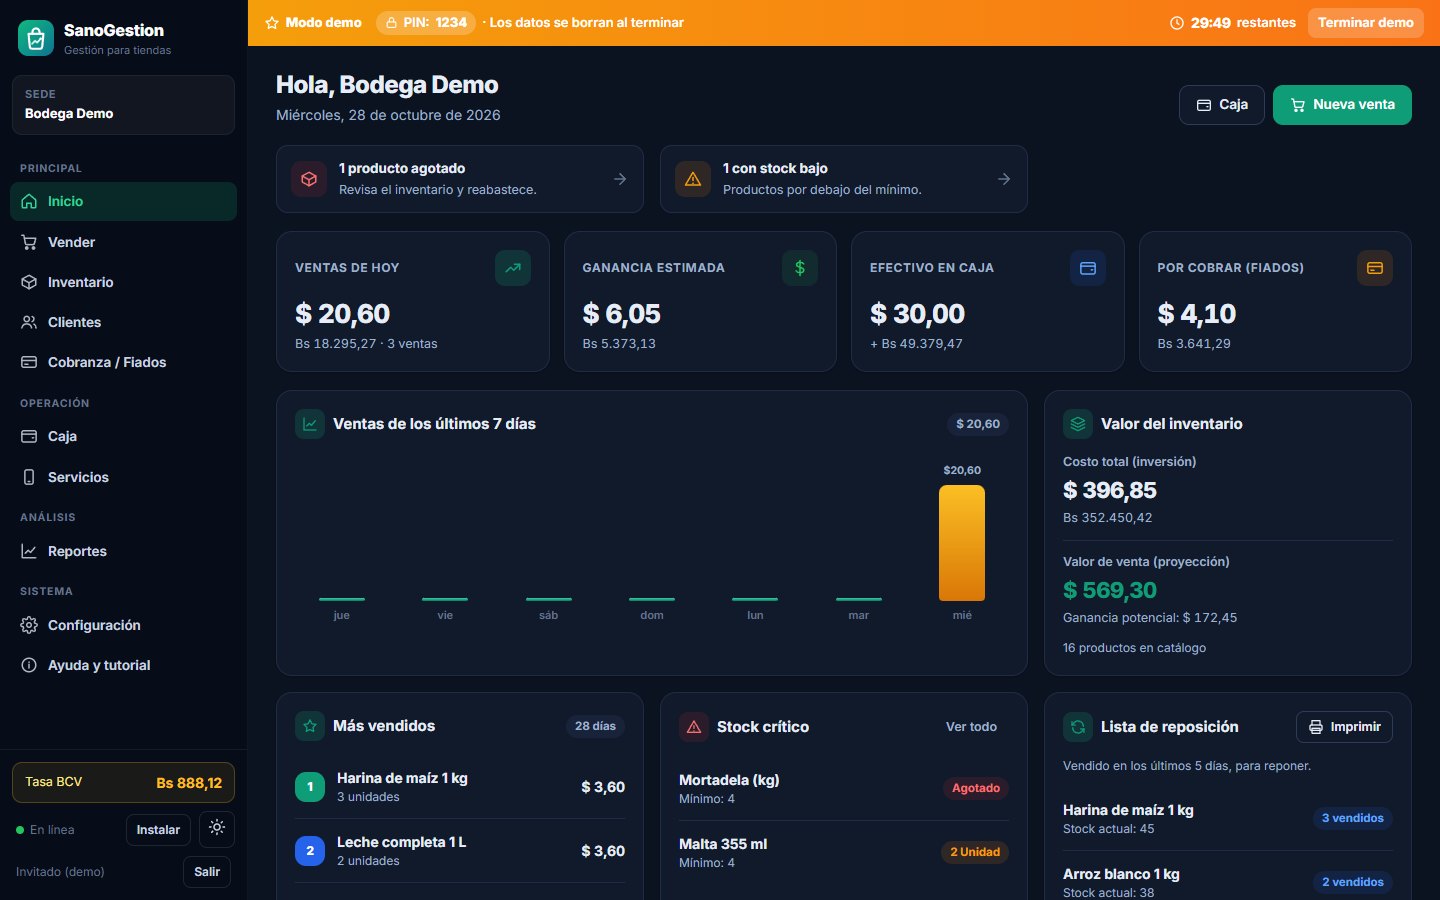 SanoGestion
Gestión para tiendas
SEDE
Bodega Demo
PRINCIPAL
Inicio
Vender
Inventario
Clientes
Cobranza / Fiados
OPERACIÓN
Caja
Servicios
ANÁLISIS
Reportes
SISTEMA
Configuración
Ayuda y tutorial
Tasa BCV Bs 888,12
En línea Instalar
Invitado (demo) Salir
Modo demo PIN: 1234 · Los datos se borran al terminar 29:49 restantes Terminar demo
Hola, Bodega Demo
Miércoles, 28 de octubre de 2026
Caja Nueva venta
1 producto agotado
Revisa el inventario y reabastece.
1 con stock bajo
Productos por debajo del mínimo.
VENTAS DE HOY
$ 20,60
Bs 18.295,27 · 3 ventas
GANANCIA ESTIMADA
$
$ 6,05
Bs 5.373,13
EFECTIVO EN CAJA
$ 30,00
+ Bs 49.379,47
POR COBRAR (FIADOS)
$ 4,10
Bs 3.641,29
Ventas de los últimos 7 días $ 20,60
$20,60
jue vie sáb dom lun mar mié
Valor del inventario
Costo total (inversión)
$ 396,85
Bs 352.450,42
Valor de venta (proyección)
$ 569,30
Ganancia potencial: $ 172,45
16 productos en catálogo
Más vendidos 28 días
1 Harina de maíz 1 kg $ 3,60
3 unidades
2 Leche completa 1 L $ 3,60
2 unidades
Stock crítico Ver todo
Mortadela (kg) Agotado
Mínimo: 4
Malta 355 ml 2 Unidad
Mínimo: 4
Lista de reposición Imprimir
Vendido en los últimos 5 días, para reponer.
Harina de maíz 1 kg 3 vendidos
Stock actual: 45
Arroz blanco 1 kg 2 vendidos
Stock actual: 38